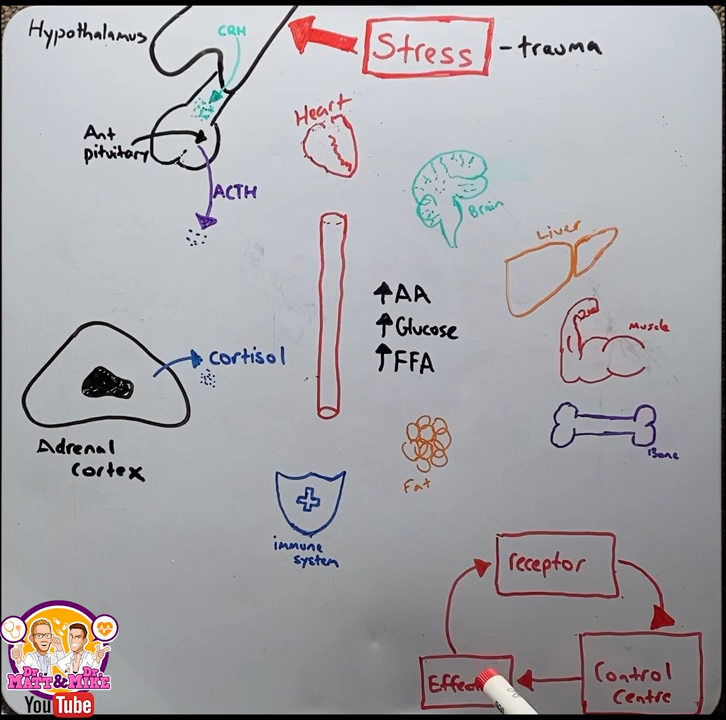 Hypothalamus
CRH
Stress
- trauma
Ant
pituitary
Heart
ACTH
Brain
Liver
↑AA
↑Glucose
↑FFA
Muscle
cortisol
Adrenal
Cortex
Bone
Fat
immune
system
receptor
Control
Centre
Dr
MATT & Dr
MIKE
YouTube